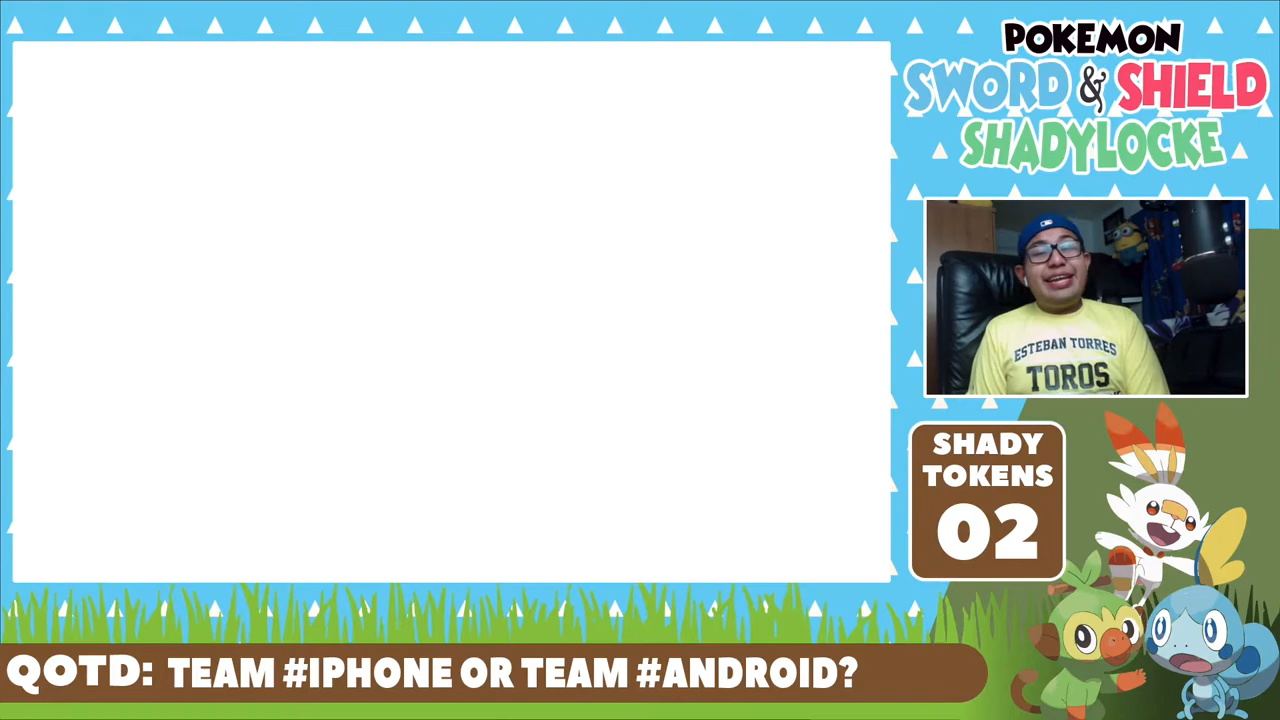 POKEMON
SWORD & SHIELD
SHADYLOCKE
ESTEBAN TORRES
TOROS
SHADY
TOKENS
02
QOTD: TEAM #IPHONE OR TEAM #ANDROID?